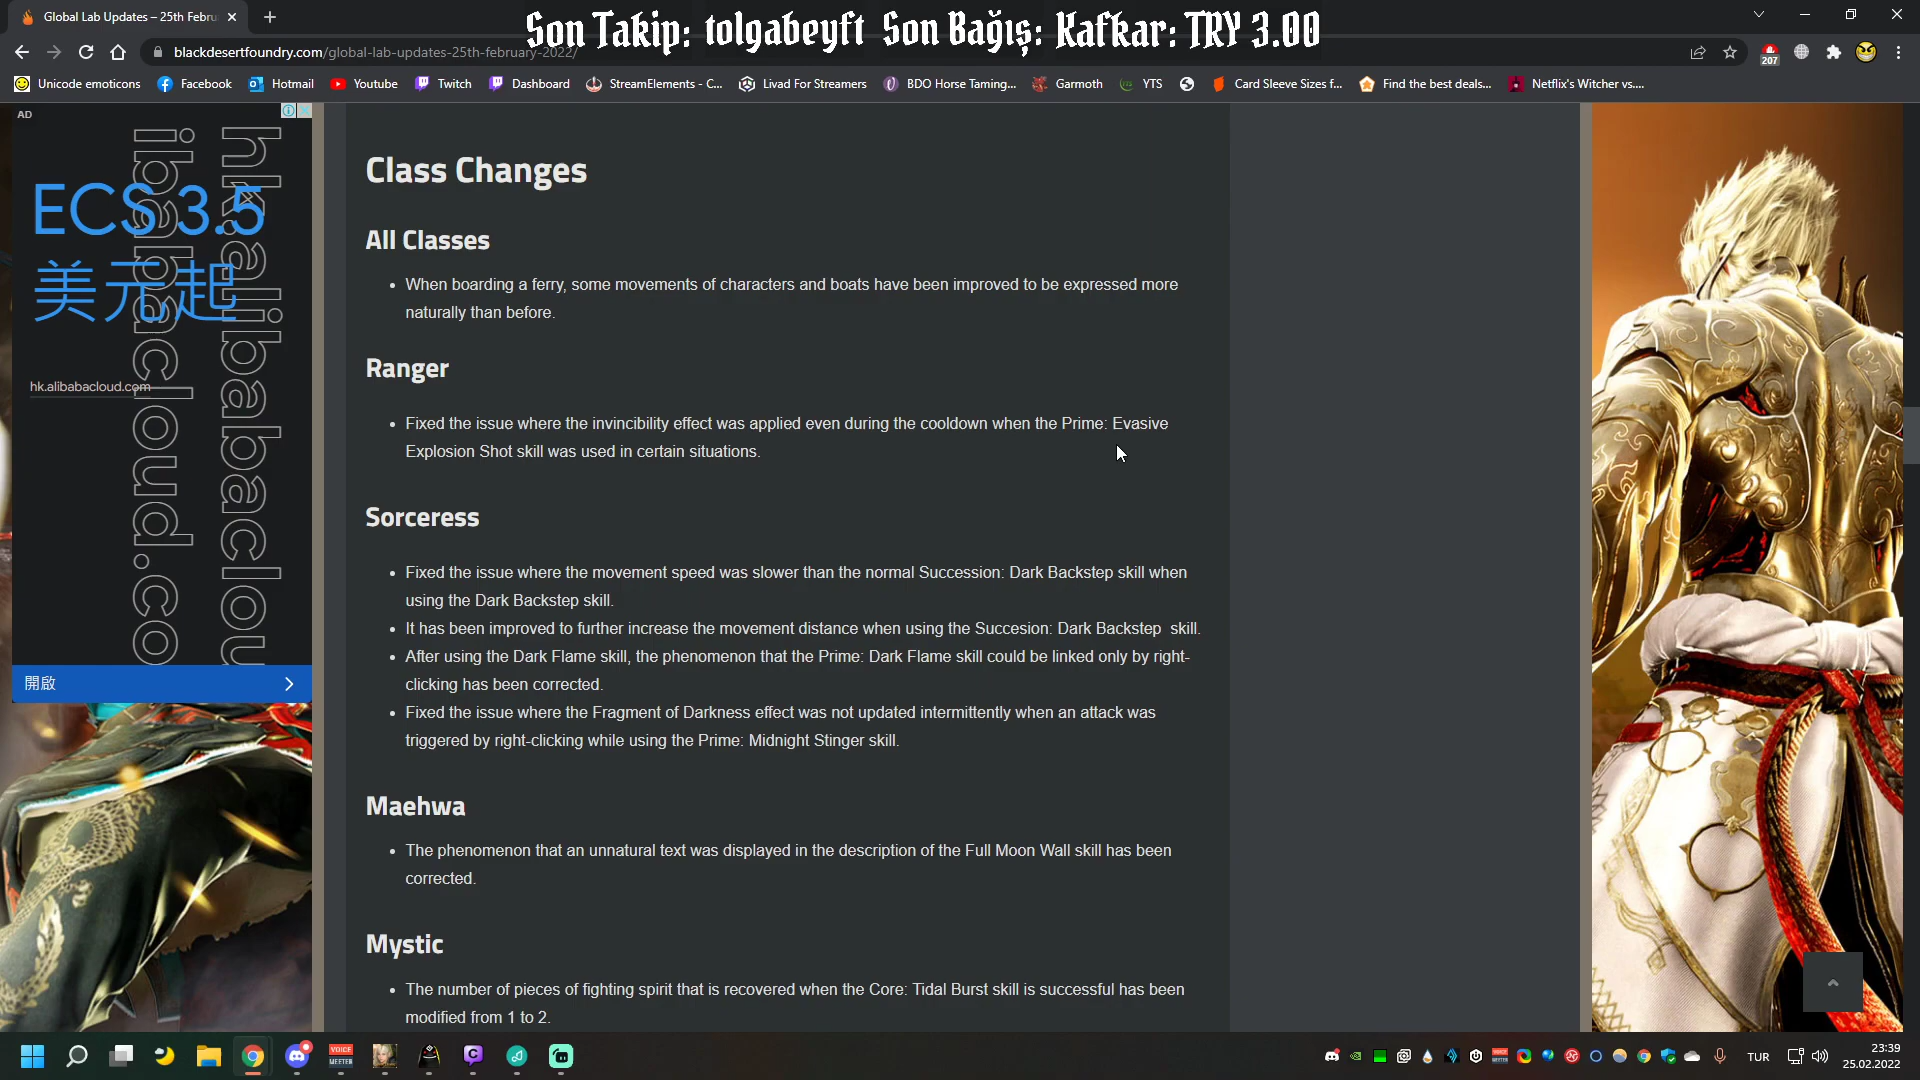 Global Lab Updates – 25th Febru
Son Takip: tolgabeyft Son Bağış: Kafkar: TRY 3.00
blackdesertfoundry.com/global-lab-updates-25th-february-2022/
207
Unicode emoticons
Facebook
Hotmail
Youtube
Twitch
Dashboard
StreamElements - C...
Livad For Streamers
BDO Horse Taming...
Garmoth
YTS
Card Sleeve Sizes f...
Find the best deals...
Netflix's Witcher vs....
AD
ECS 3.5
美元起
hk.alibabacloud.com
hk.alibabaclou
ibabacloud.co
開啟
Class Changes
All Classes
• When boarding a ferry, some movements of characters and boats have been improved to be expressed more
naturally than before.
Ranger
• Fixed the issue where the invincibility effect was applied even during the cooldown when the Prime: Evasive
Explosion Shot skill was used in certain situations.
Sorceress
• Fixed the issue where the movement speed was slower than the normal Succession: Dark Backstep skill when
using the Dark Backstep skill.
• It has been improved to further increase the movement distance when using the Succesion: Dark Backstep  skill.
• After using the Dark Flame skill, the phenomenon that the Prime: Dark Flame skill could be linked only by right-
clicking has been corrected.
• Fixed the issue where the Fragment of Darkness effect was not updated intermittently when an attack was
triggered by right-clicking while using the Prime: Midnight Stinger skill.
Maehwa
• The phenomenon that an unnatural text was displayed in the description of the Full Moon Wall skill has been
corrected.
Mystic
• The number of pieces of fighting spirit that is recovered when the Core: Tidal Burst skill is successful has been
modified from 1 to 2.
VOICE
MEETER
TUR
23:39
25.02.2022